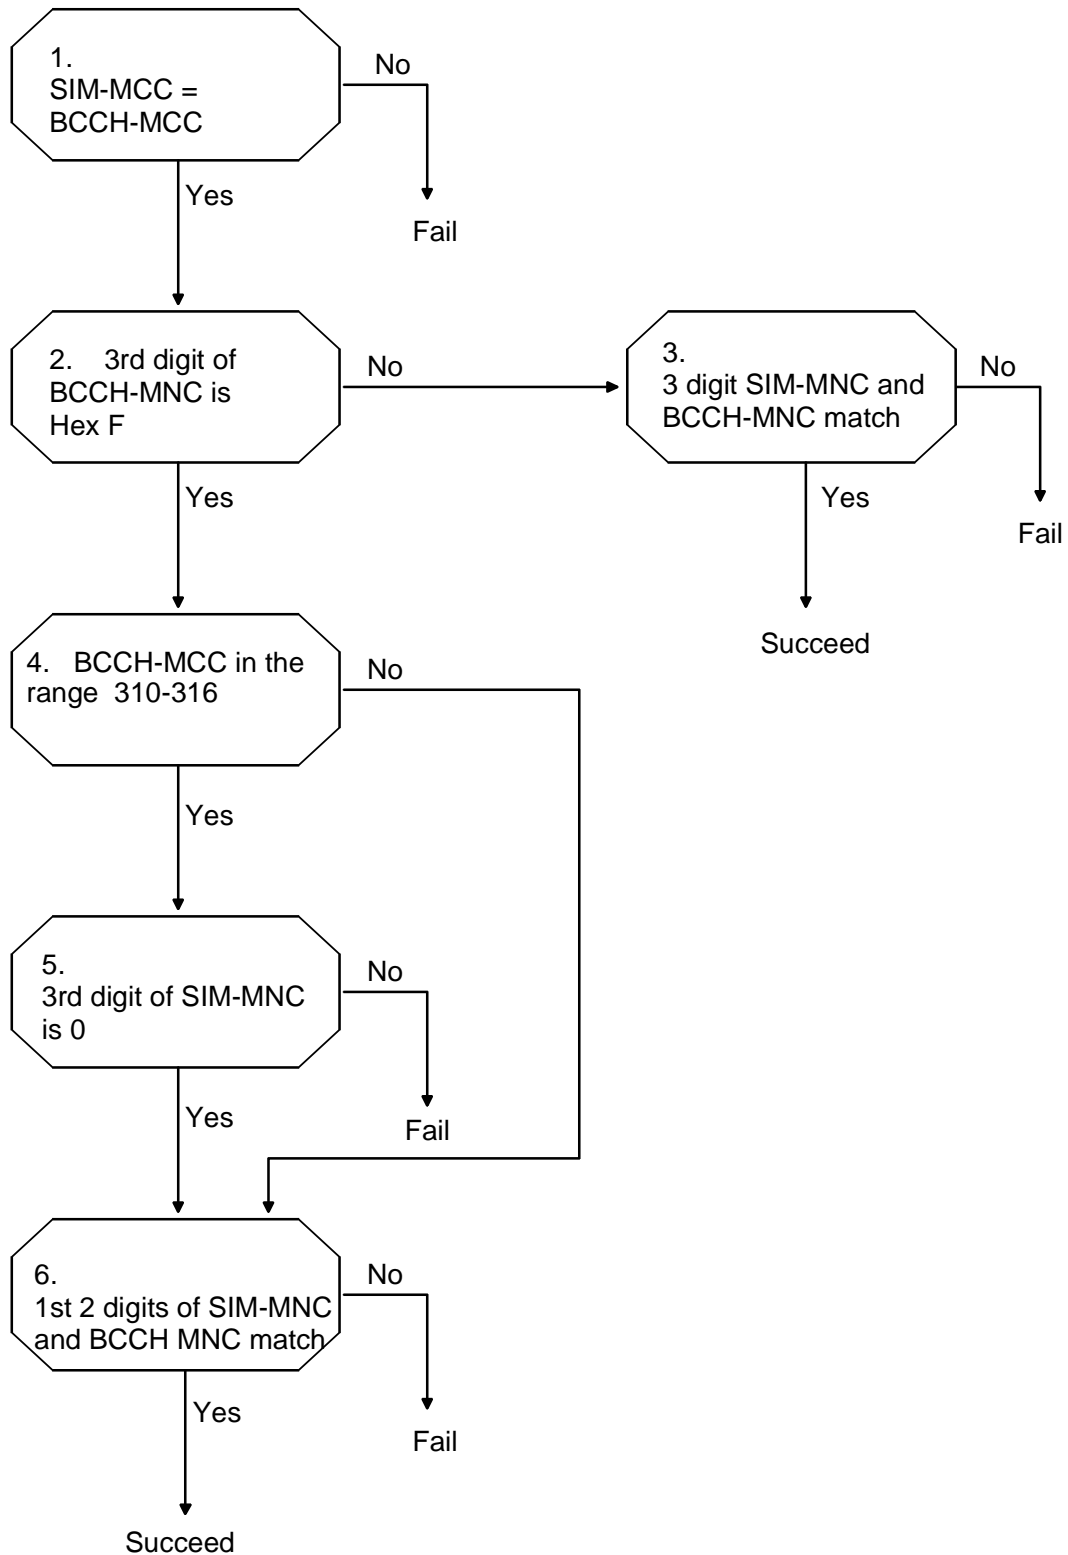 1.
SIM-MCC =
BCCH-MCC
No
Yes
Fail
2. 3rd digit of
BCCH-MNC is
Hex F
No
3.
3 digit SIM-MNC and
BCCH-MNC match
No
Yes
Yes
Fail
Succeed
4. BCCH-MCC in the
range 310-316
No
Yes
5.
3rd digit of SIM-MNC
is 0
No
Yes
Fail
6.
1st 2 digits of SIM-MNC
and BCCH MNC match
No
Yes
Fail
Succeed